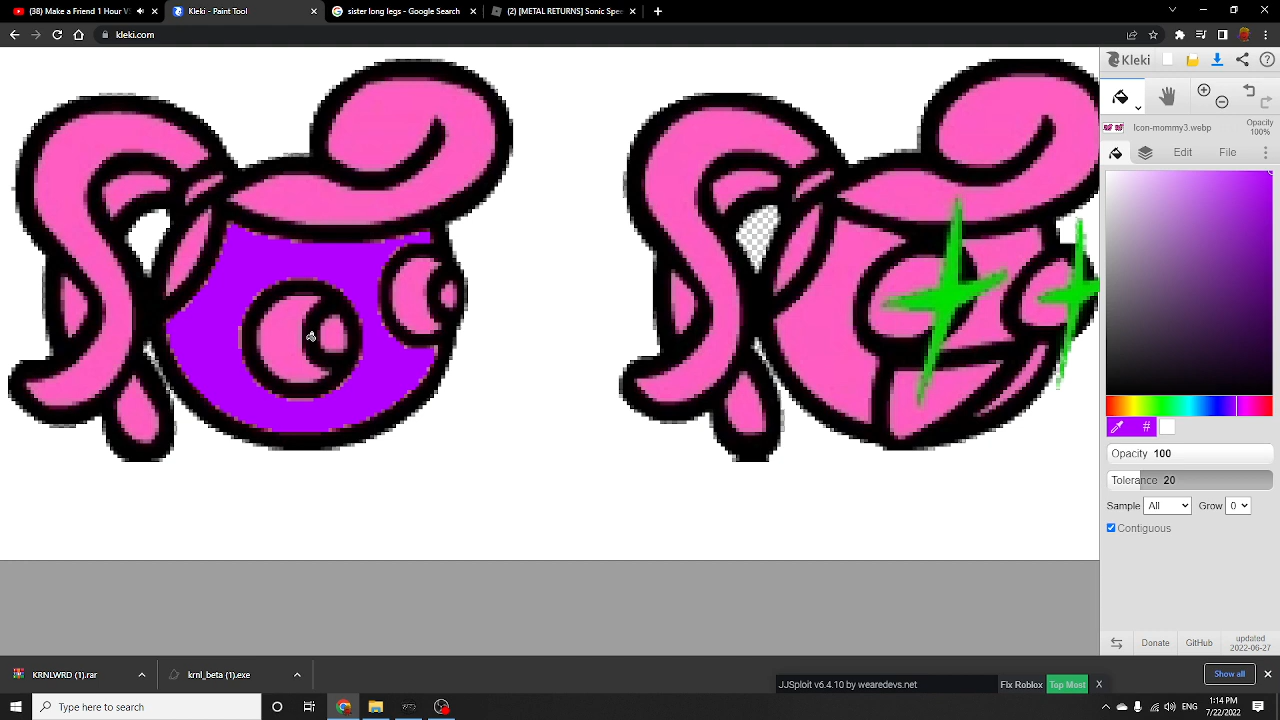 (38) Make a Friend 1 Hour V
Kleki - Paint Tool
sister long legs - Google Search
(2) [METAL RETURNS] Sonic Spe
kleki.com
Kleki
Icon-mommy3.webp
Opacity
100%
Edit
File
#
Opacity 100
Tolerance 20
Sample All
Grow 0
Contiguous
Donate
GitHub
updated
2022-06-27
KRNLWRD (1).rar
krnl_beta (1).exe
Show all
JJSploit v6.4.10 by wearedevs.net
Fix Roblox
Top Most
X
Type here to search
1:14 PM
7/22/2022